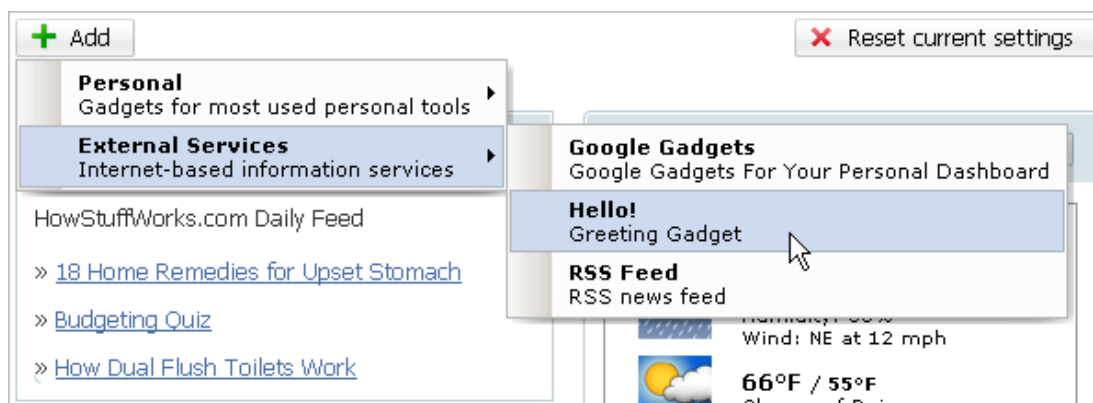 Add
Reset current settings
Personal
Gadgets for most used personal tools
External Services
Internet-based information services
Google Gadgets
Google Gadgets For Your Personal Dashboard
Hello!
Greeting Gadget
RSS Feed
RSS news feed
HowStuffWorks.com Daily Feed
» 18 Home Remedies for Upset Stomach
» Budgeting Quiz
» How Dual Flush Toilets Work
Wind: NE at 12 mph
66°F / 55°F